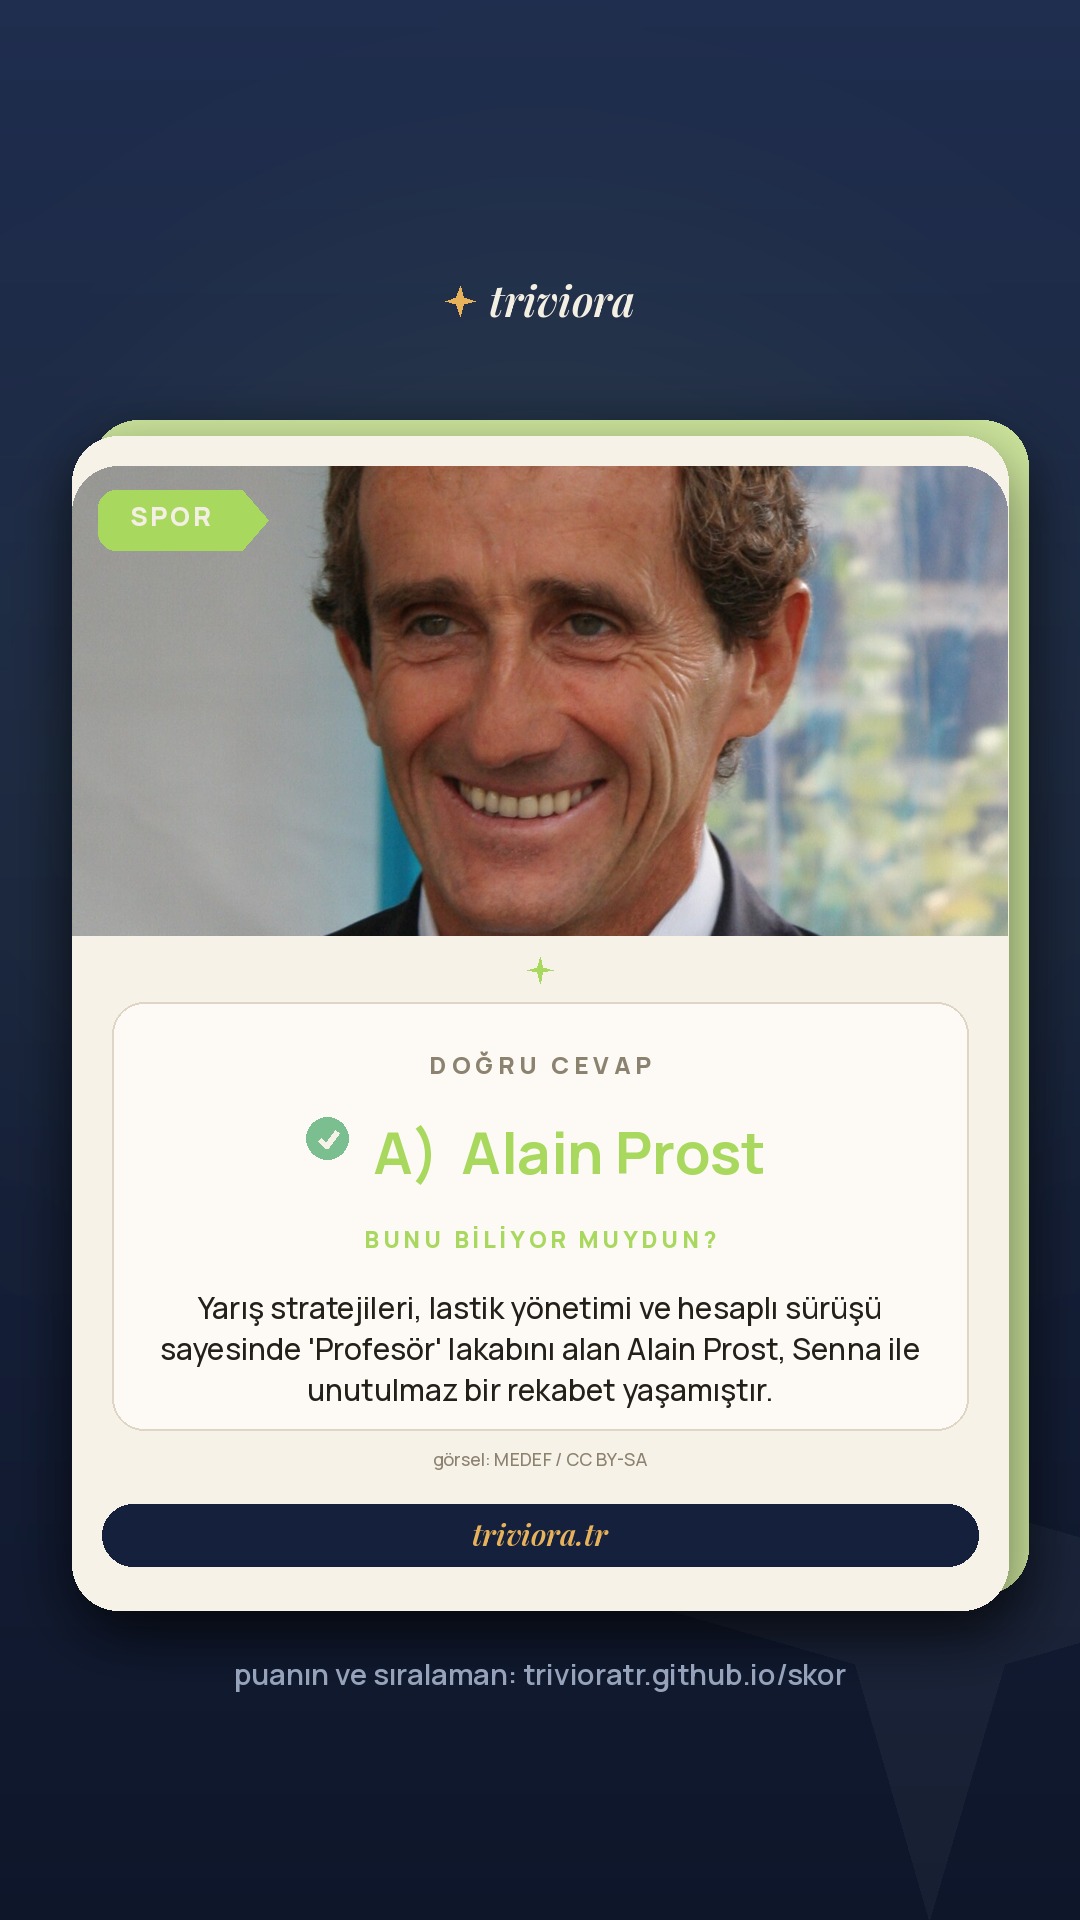 triviora
SPOR
DOĞRU CEVAP
A) Alain Prost
BUNU BİLİYOR MUYDUN?
Yarış stratejileri, lastik yönetimi ve hesaplı sürüşü
sayesinde 'Profesör' lakabını alan Alain Prost, Senna ile
unutulmaz bir rekabet yaşamıştır.
görsel: MEDEF / CC BY-SA
triviora.tr
puanın ve sıralaman: trivioratr.github.io/skor